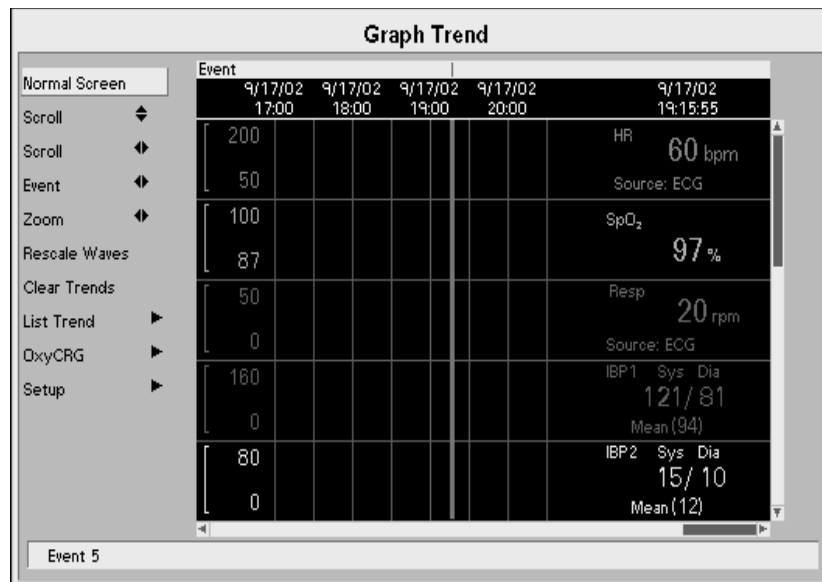 Graph Trend
Normal Screen
Scroll
Scroll
Event
Zoom
Rescale Waves
Clear Trends
List Trend
OxyCRG
Setup
Event
9/17/02 9/17/02 9/17/02 9/17/02 9/17/02
17:00 18:00 19:00 20:00 19:15:55
200
50
HR
60 bpm
Source: ECG
100
87
SpO₂
97 %
50
0
Resp
20 rpm
Source: ECG
160
0
IBP1 Sys Dia
121/ 81
Mean (94)
80
0
IBP2 Sys Dia
15/ 10
Mean (12)
Event 5